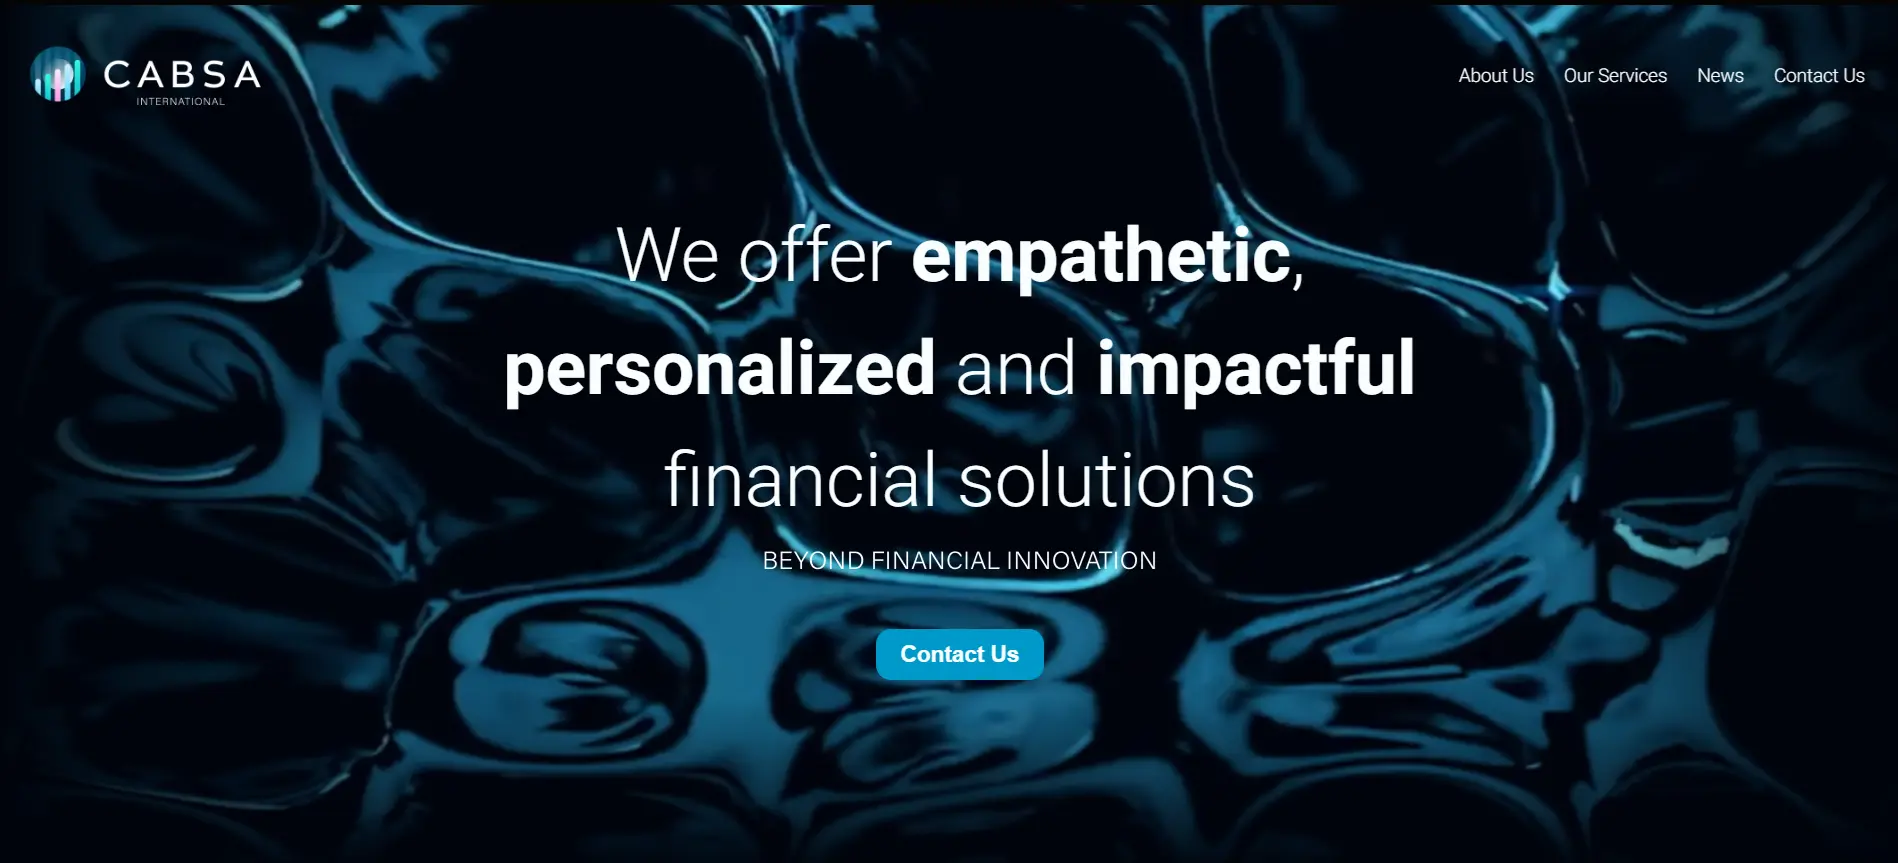 CABSA
INTERNATIONAL
About Us
Our Services
News
Contact Us
We offer empathetic,
personalized and impactful
financial solutions
BEYOND FINANCIAL INNOVATION
Contact Us